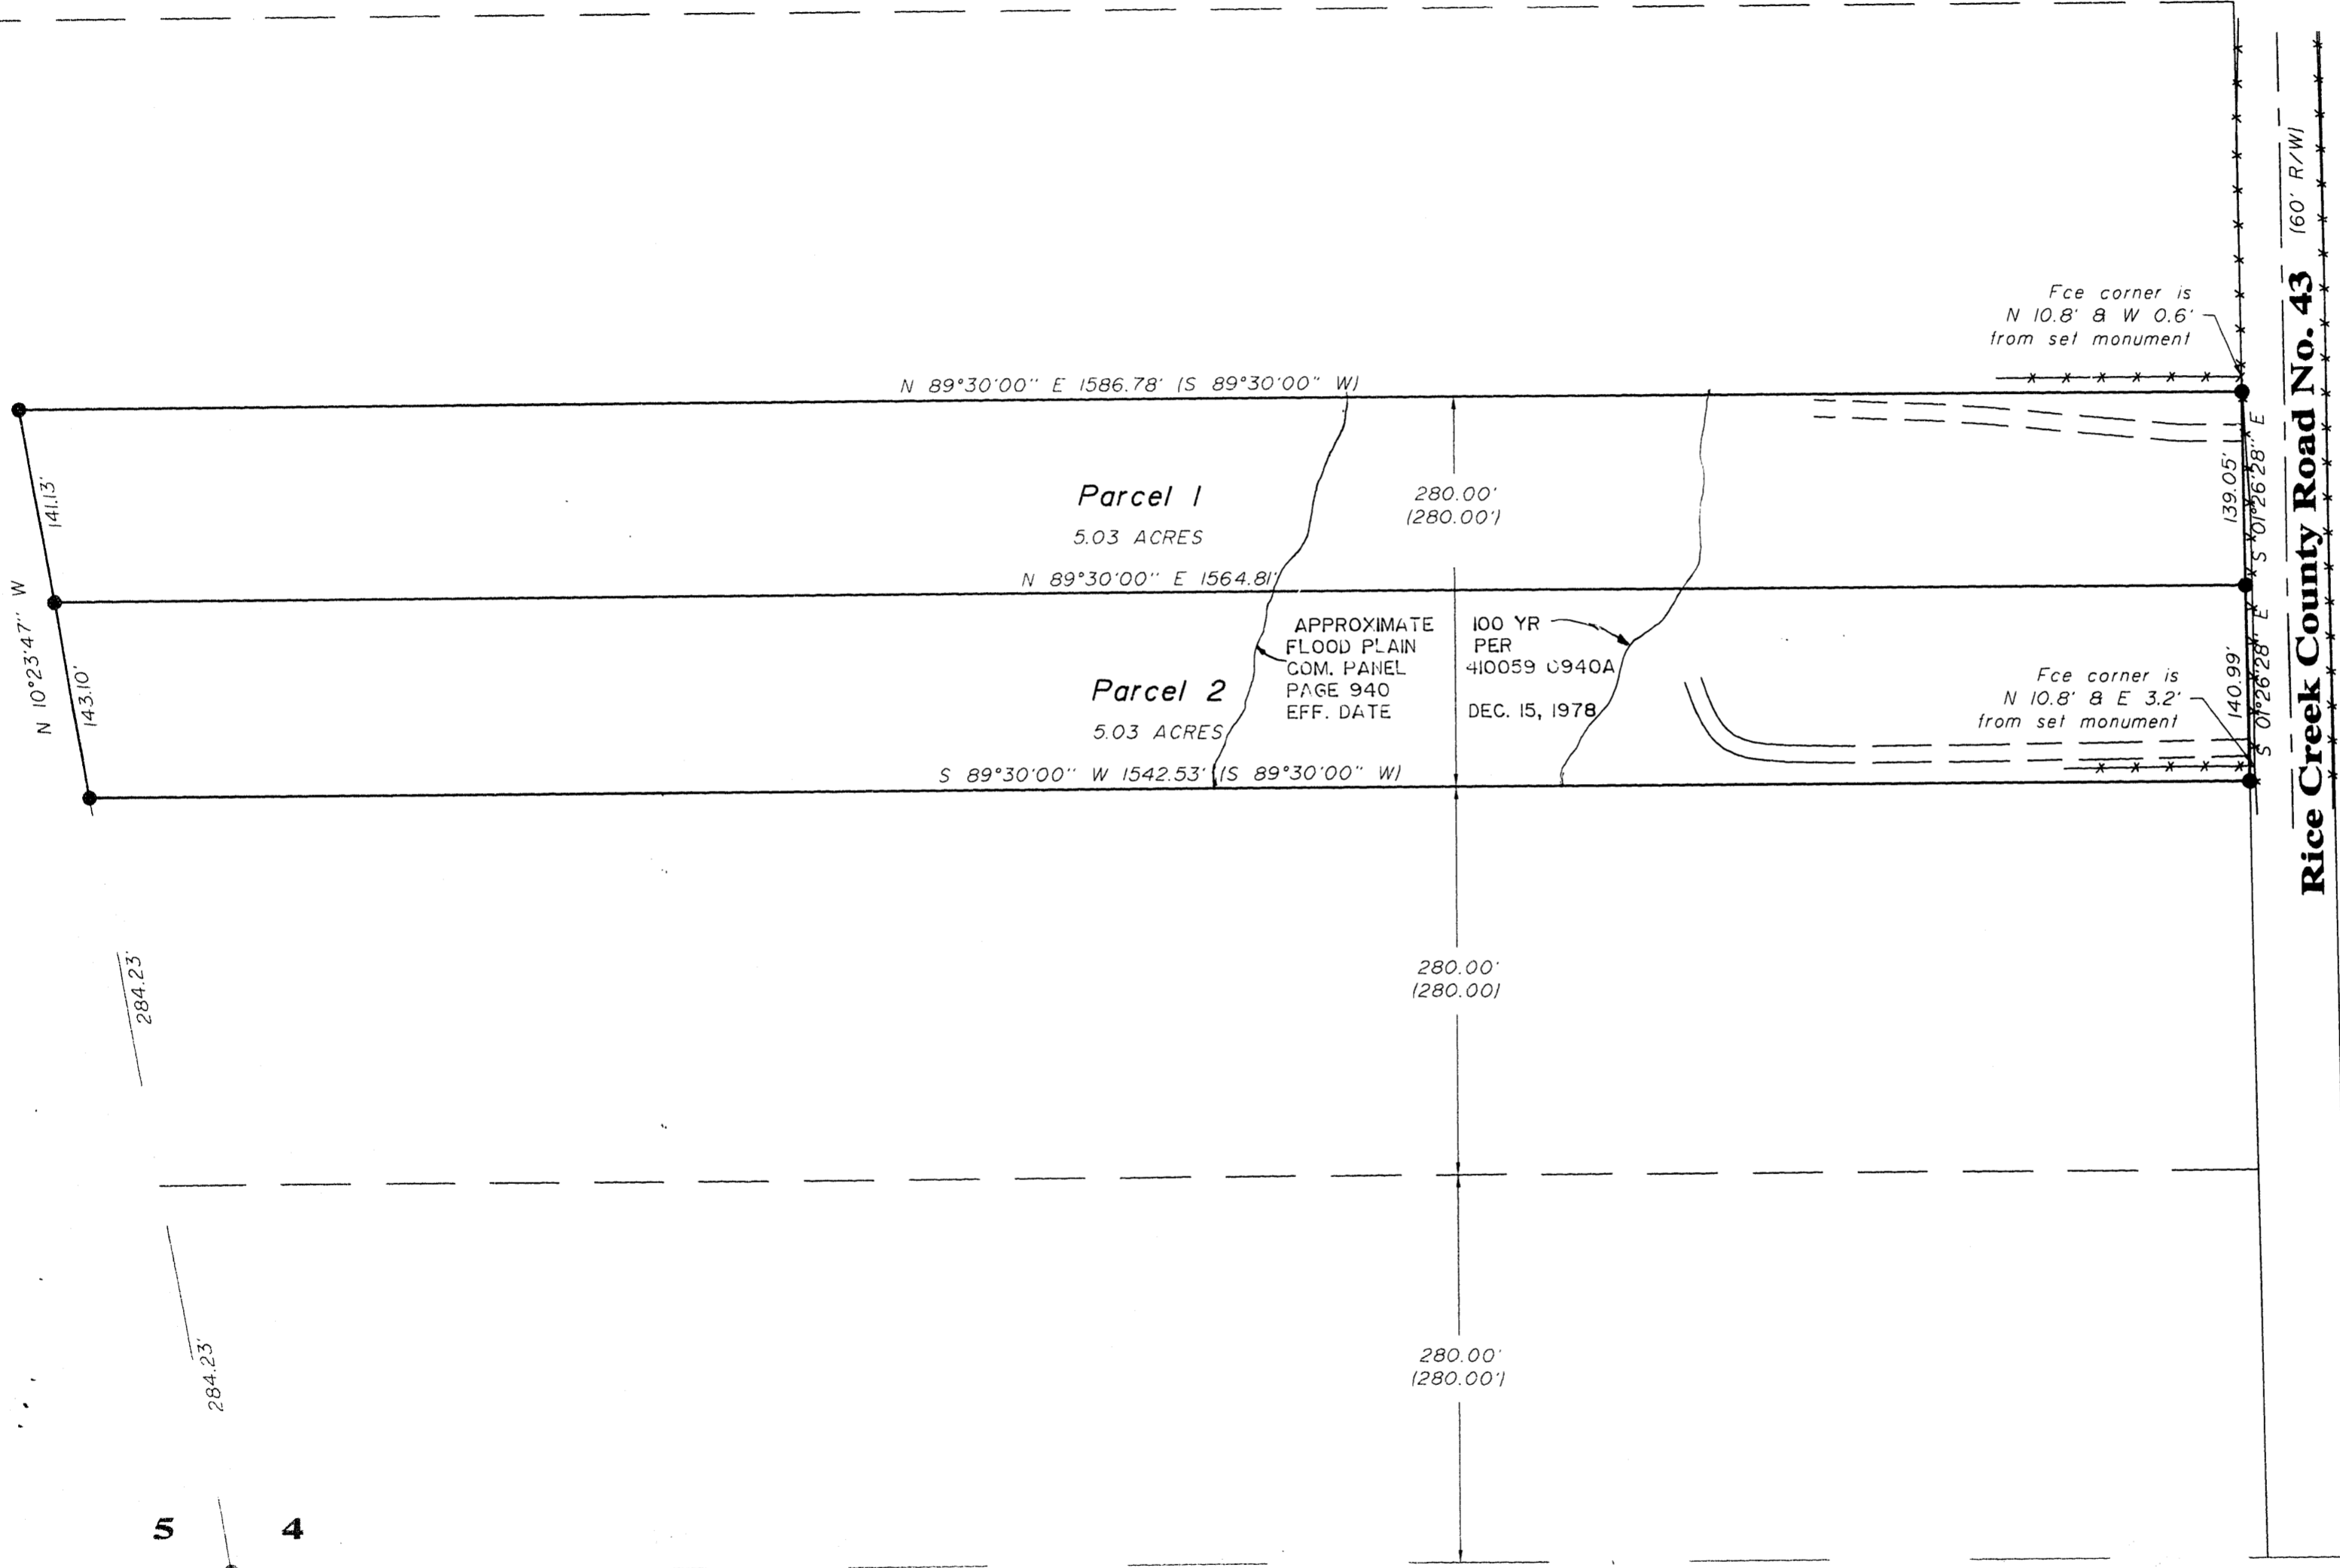 Fce corner is
N 10.8' & W 0.6'
from set monument
(60' R/W)
Rice Creek County Road No. 43
N 89°30'00" E 1586.78' (S 89°30'00" W)
141.13'
Parcel 1
5.03 ACRES
280.00'
(280.00')
139.05'
S 01°26'28" E
N 89°30'00" E 1564.81'
N 10°23'47" W
143.10'
Parcel 2
5.03 ACRES
APPROXIMATE 100 YR
FLOOD PLAIN PER
COM. PANEL 410059 0940A
PAGE 940
EFF. DATE DEC. 15, 1978
Fce corner is
N 10.8' & E 3.2'
from set monument
140.99'
S 01°26'28" E
S 89°30'00" W 1542.53' (S 89°30'00" W)
284.23'
280.00'
(280.00)
284.23'
280.00'
(280.00')
5 4